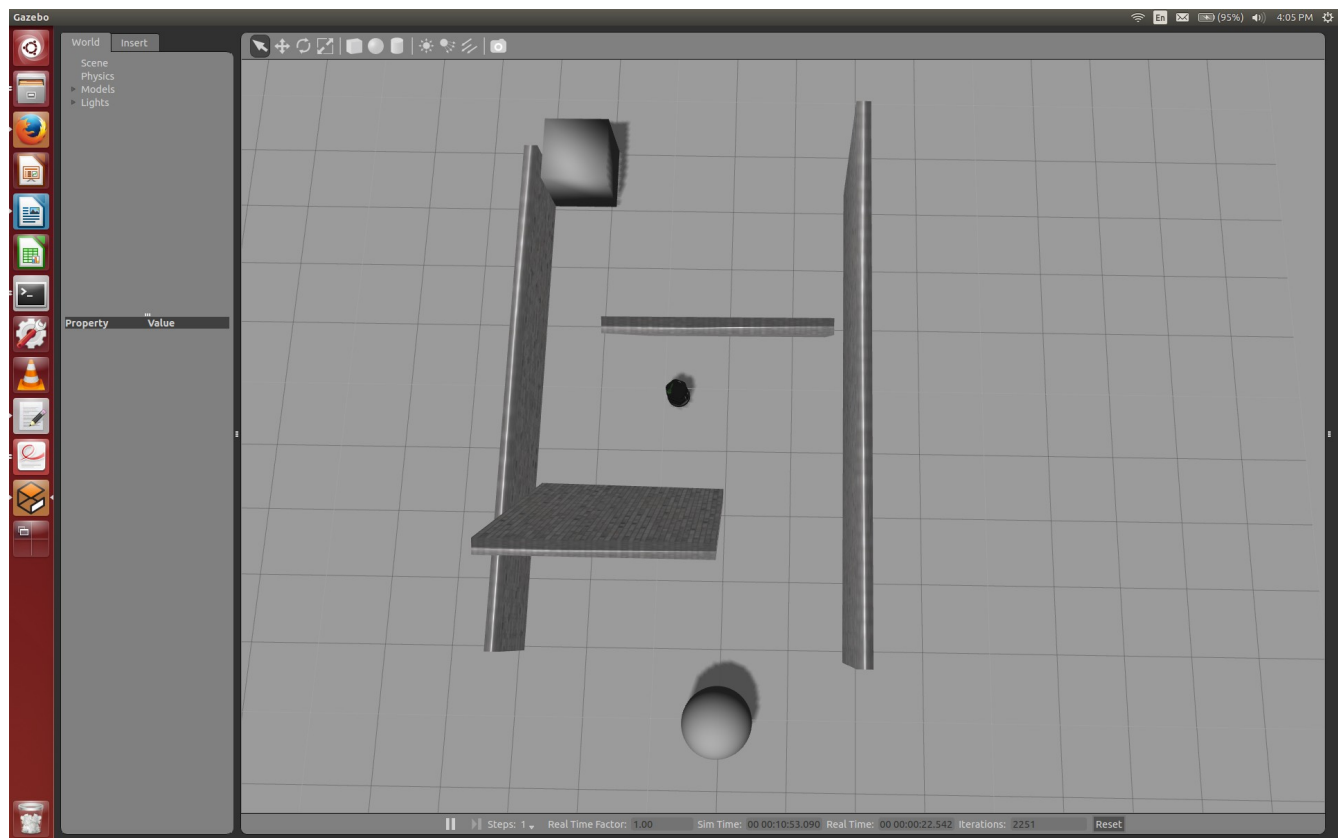 Gazebo
En (95%) 4:05 PM
World Insert
Scene
Physics
Models
Lights
Property Value
Steps: 1 Real Time Factor: 1.00 Sim Time: 00 00:10:53.090 Real Time: 00 00:00:22.542 Iterations: 2251 Reset